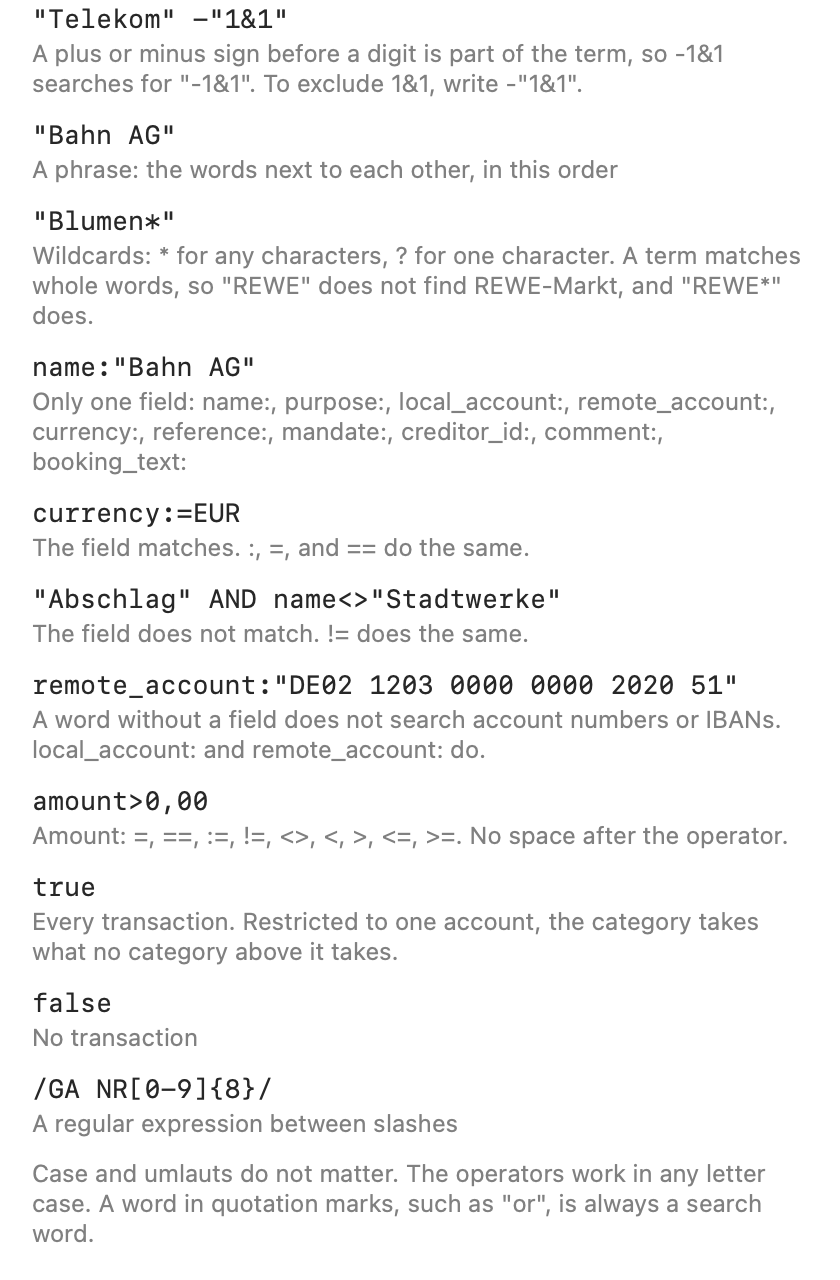 "Telekom" –"1&1"
A plus or minus sign before a digit is part of the term, so -1&1
searches for "-1&1". To exclude 1&1, write -"1&1".
"Bahn AG"
A phrase: the words next to each other, in this order
"Blumen*"
Wildcards: * for any characters, ? for one character. A term matches
whole words, so "REWE" does not find REWE-Markt, and "REWE*"
does.
name:"Bahn AG"
Only one field: name:, purpose:, local_account:, remote_account:,
currency:, reference:, mandate:, creditor_id:, comment:,
booking_text:
currency:=EUR
The field matches. :, =, and == do the same.
"Abschlag" AND name<>"Stadtwerke"
The field does not match. != does the same.
remote_account:"DE02 1203 0000 0000 2020 51"
A word without a field does not search account numbers or IBANs.
local_account: and remote_account: do.
amount>0,00
Amount: =, ==, :=, !=, <>, <, >, <=, >=. No space after the operator.
true
Every transaction. Restricted to one account, the category takes
what no category above it takes.
false
No transaction
/GA NR[0–9]{8}/
A regular expression between slashes
Case and umlauts do not matter. The operators work in any letter
case. A word in quotation marks, such as "or", is always a search
word.